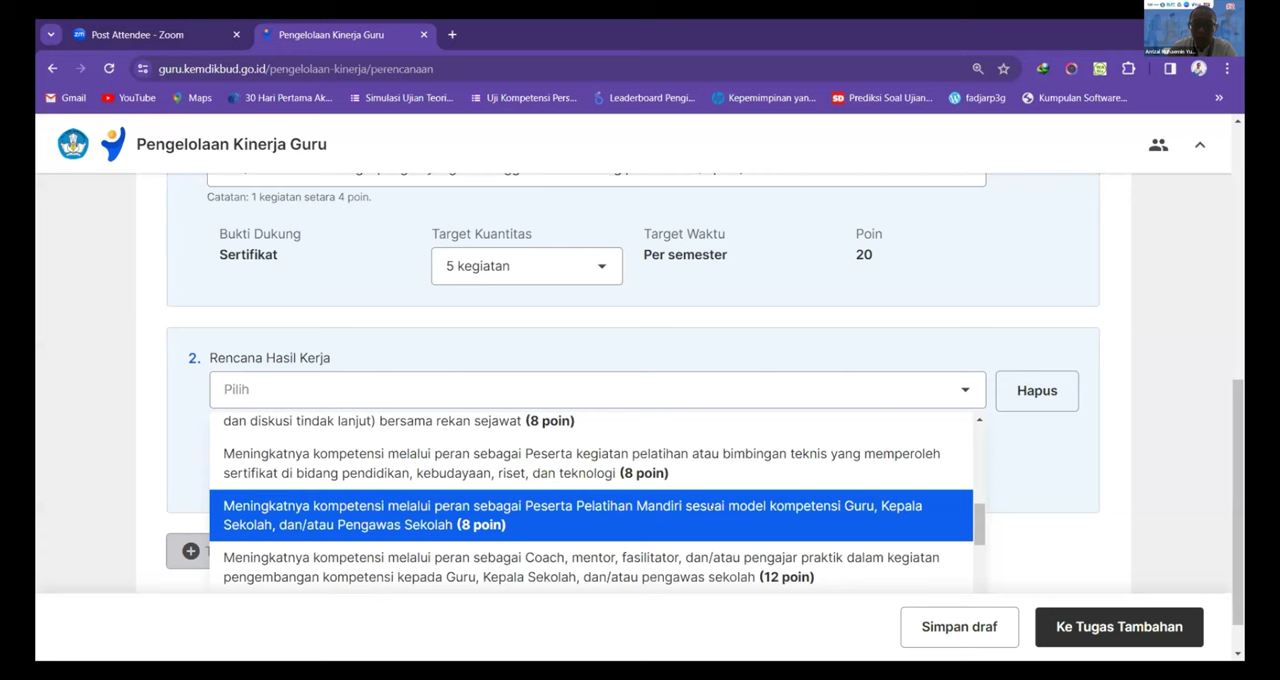 Post Attendee - Zoom
Pengelolaan Kinerja Guru
guru.kemdikbud.go.id/pengelolaan-kinerja/perencanaan
Gmail
YouTube
Maps
30 Hari Pertama Ak...
Simulasi Ujian Teori...
Uji Kompetensi Pers...
Leaderboard Pengi...
Kepemimpinan yan...
SD Prediksi Soal Ujian...
fadjarp3g
Kumpulan Software...
»
Pengelolaan Kinerja Guru
Catatan: 1 kegiatan setara 4 poin.
Bukti Dukung
Sertifikat
Target Kuantitas
5 kegiatan
Target Waktu
Per semester
Poin
20
2. Rencana Hasil Kerja
Pilih
Hapus
dan diskusi tindak lanjut) bersama rekan sejawat (8 poin)
Meningkatnya kompetensi melalui peran sebagai Peserta kegiatan pelatihan atau bimbingan teknis yang memperoleh
sertifikat di bidang pendidikan, kebudayaan, riset, dan teknologi (8 poin)
Meningkatnya kompetensi melalui peran sebagai Peserta Pelatihan Mandiri sesuai model kompetensi Guru, Kepala
Sekolah, dan/atau Pengawas Sekolah (8 poin)
Meningkatnya kompetensi melalui peran sebagai Coach, mentor, fasilitator, dan/atau pengajar praktik dalam kegiatan
pengembangan kompetensi kepada Guru, Kepala Sekolah, dan/atau pengawas sekolah (12 poin)
Simpan draf
Ke Tugas Tambahan